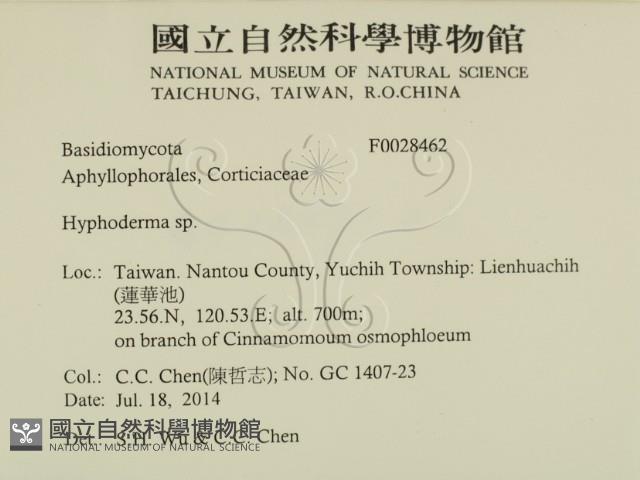 國立自然科學博物館
NATIONAL MUSEUM OF NATURAL SCIENCE
TAICHUNG, TAIWAN, R.O.CHINA
Basidiomycota F0028462
Aphyllophorales, Corticiaceae
Hyphoderma sp.
Loc.: Taiwan. Nantou County, Yuchih Township: Lienhuachih
(蓮華池)
23.56.N, 120.53.E; alt. 700m;
on branch of Cinnamomoum osmophloeum
Col.: C.C. Chen(陳哲志); No. GC 1407-23
Date: Jul. 18, 2014
Det.: S.H. Wu & C.C. Chen
國立自然科學博物館
NATIONAL MUSEUM OF NATURAL SCIENCE